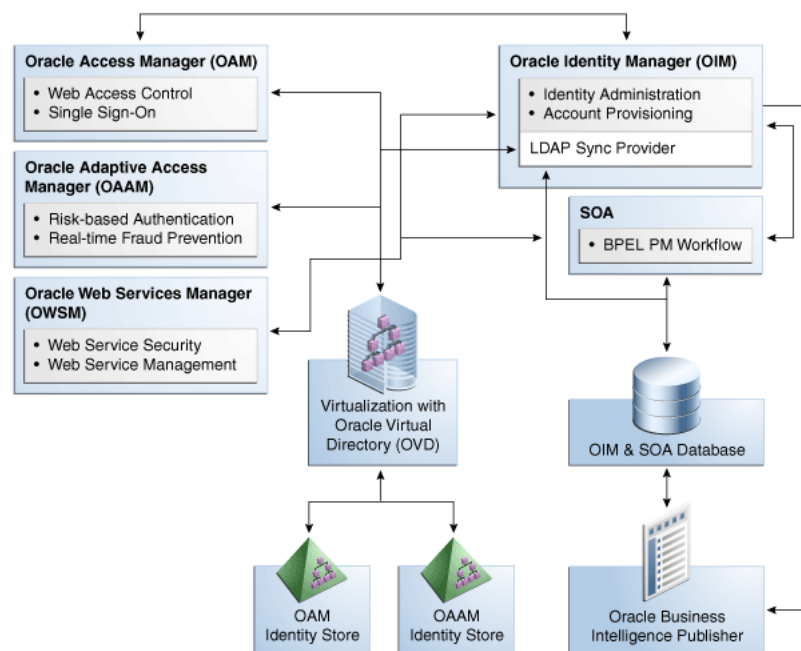 Oracle Access Manager (OAM)
• Web Access Control
• Single Sign-On
Oracle Adaptive Access
Manager (OAAM)
• Risk-based Authentication
• Real-time Fraud Prevention
Oracle Web Services Manager
(OWSM)
• Web Service Security
• Web Service Management
Oracle Identity Manager (OIM)
• Identity Administration
• Account Provisioning
LDAP Sync Provider
SOA
• BPEL PM Workflow
Virtualization with
Oracle Virtual
Directory (OVD)
OIM & SOA Database
OAM
Identity Store
OAAM
Identity Store
Oracle Business
Intelligence Publisher